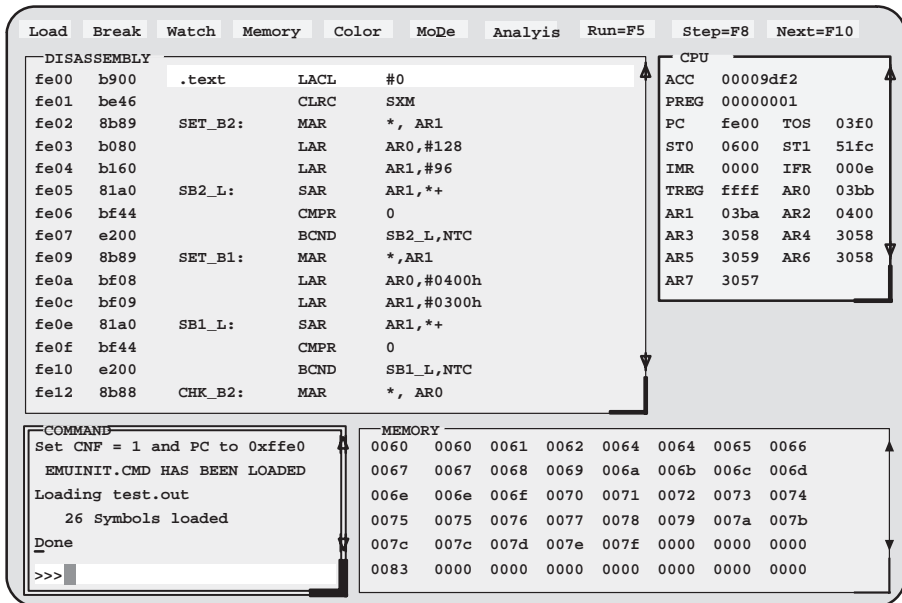 Load Break Watch Memory Color MoDe Analyis Run=F5 Step=F8 Next=F10
DISASSEMBLY
fe00 b900 .text LACL #0
fe01 be46 CLRC SXM
fe02 8b89 SET_B2: MAR *, AR1
fe03 b080 LAR AR0,#128
fe04 b160 LAR AR1,#96
fe05 81a0 SB2_L: SAR AR1,*+
fe06 bf44 CMPR 0
fe07 e200 BCND SB2_L,NTC
fe09 8b89 SET_B1: MAR *,AR1
fe0a bf08 LAR AR0,#0400h
fe0c bf09 LAR AR1,#0300h
fe0e 81a0 SB1_L: SAR AR1,*+
fe0f bf44 CMPR 0
fe10 e200 BCND SB1_L,NTC
fe12 8b88 CHK_B2: MAR *, AR0
CPU
ACC 00009df2
PREG 00000001
PC fe00 TOS 03f0
ST0 0600 ST1 51fc
IMR 0000 IFR 000e
TREG ffff AR0 03bb
AR1 03ba AR2 0400
AR3 3058 AR4 3058
AR5 3059 AR6 3058
AR7 3057
COMMAND
Set CNF = 1 and PC to 0xffe0
EMUINIT.CMD HAS BEEN LOADED
Loading test.out
26 Symbols loaded
Done
>>>
MEMORY
0060 0060 0061 0062 0064 0064 0065 0066
0067 0067 0068 0069 006a 006b 006c 006d
006e 006e 006f 0070 0071 0072 0073 0074
0075 0075 0076 0077 0078 0079 007a 007b
007c 007c 007d 007e 007f 0000 0000 0000
0083 0000 0000 0000 0000 0000 0000 0000